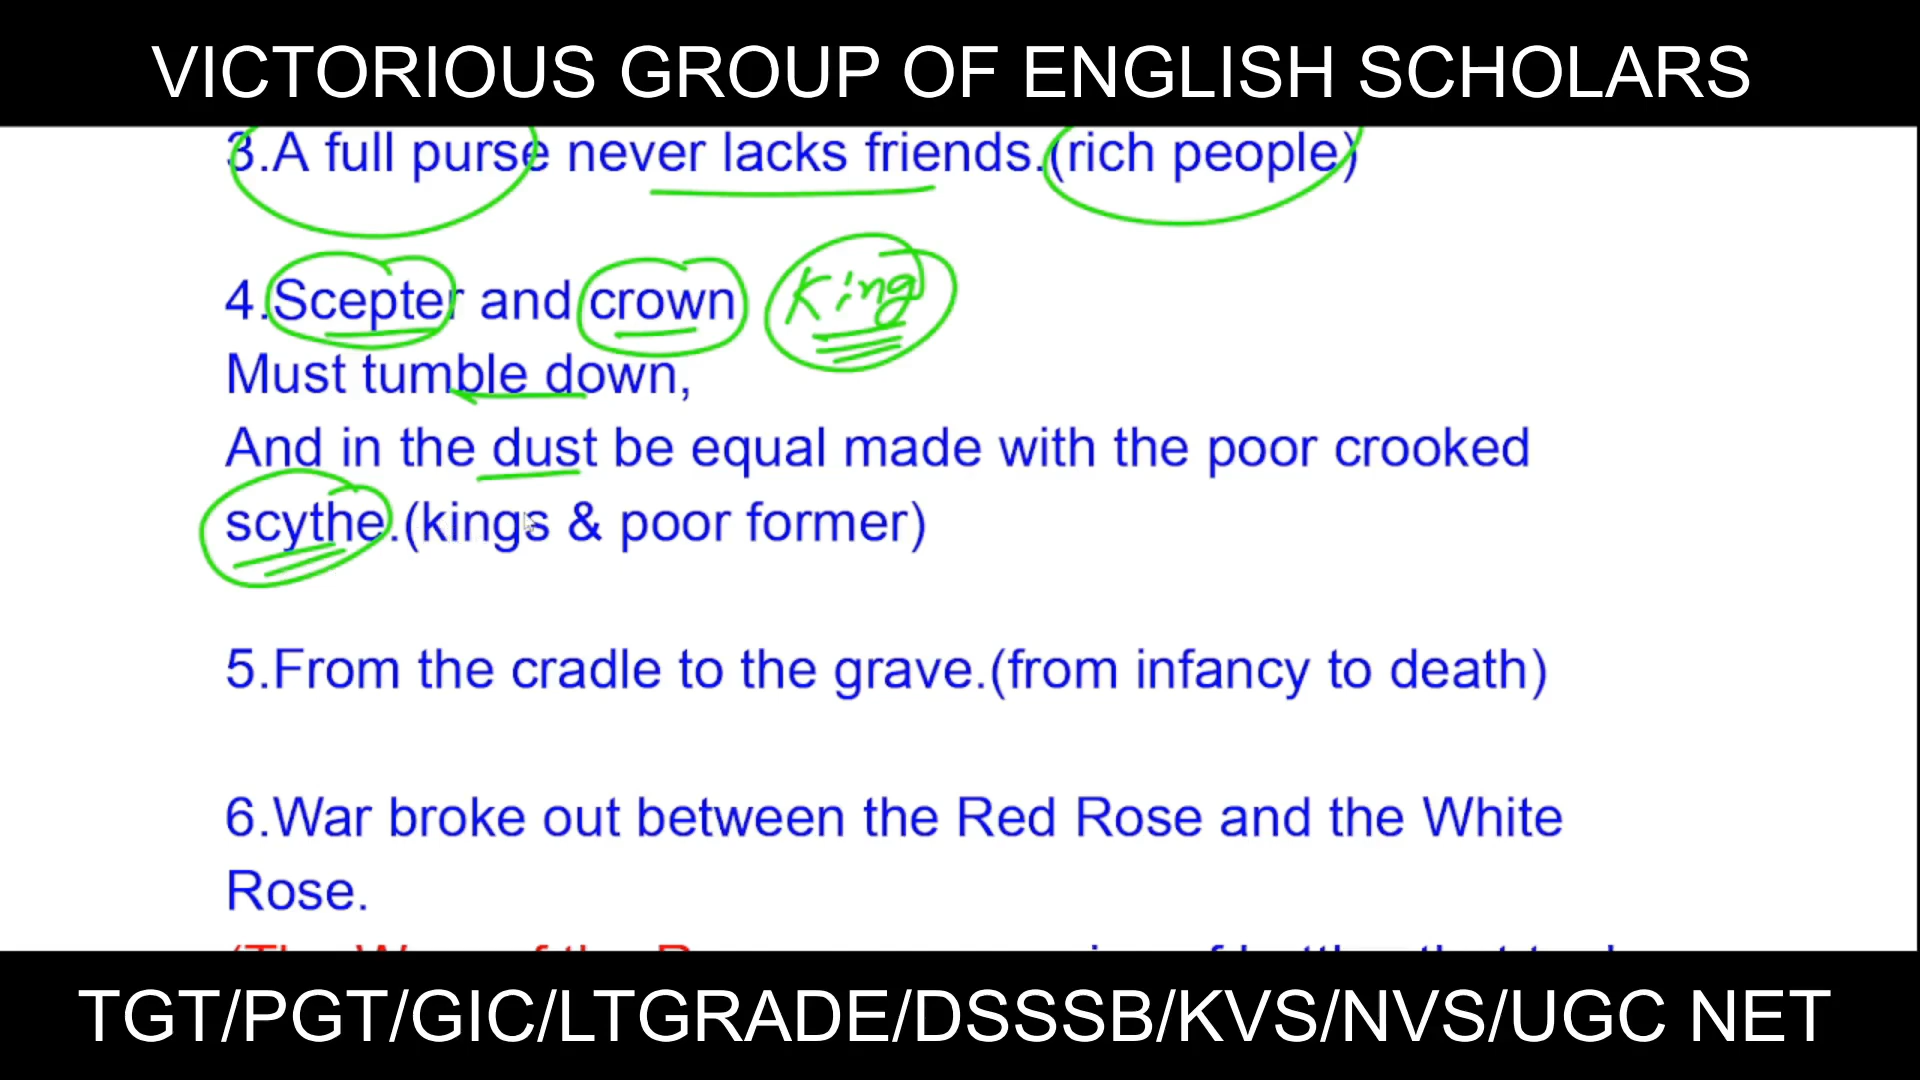 VICTORIOUS GROUP OF ENGLISH SCHOLARS
3.A full purse never lacks friends.(rich people)
4.Scepter and crown King
Must tumble down,
And in the dust be equal made with the poor crooked
scythe.(kings & poor former)
5.From the cradle to the grave.(from infancy to death)
6.War broke out between the Red Rose and the White
Rose.
TGT/PGT/GIC/LTGRADE/DSSSB/KVS/NVS/UGC NET